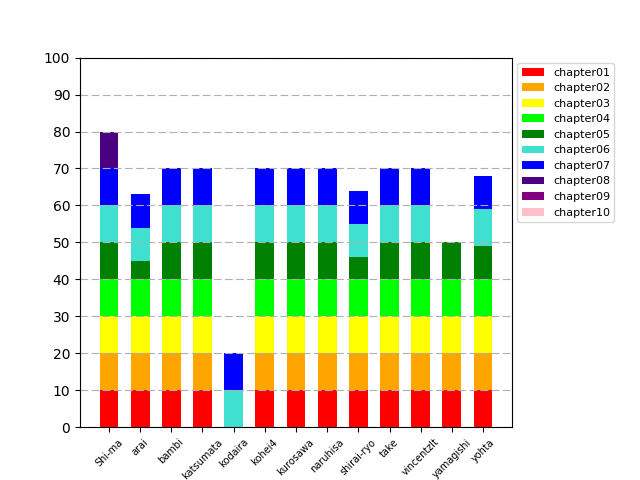 100
90
80
70
60
50
40
30
20
10
0
Shi-ma
arai
bambi
katsumata
kodaira
kohei4
kurosawa
naruhisa
shirai-ryo
take
vincentzlt
yamagishi
yohta
chapter01
chapter02
chapter03
chapter04
chapter05
chapter06
chapter07
chapter08
chapter09
chapter10